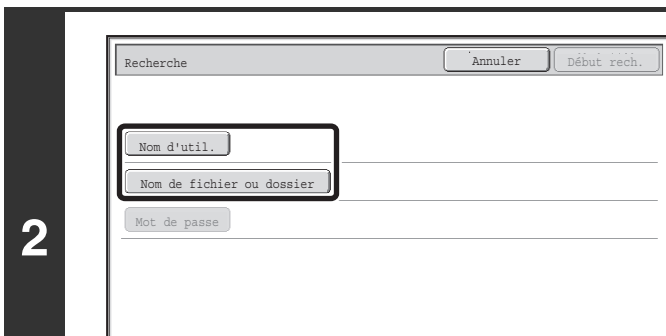 Recherche Annuler Début rech.
Nom d'util.
Nom de fichier ou dossier
Mot de passe
2